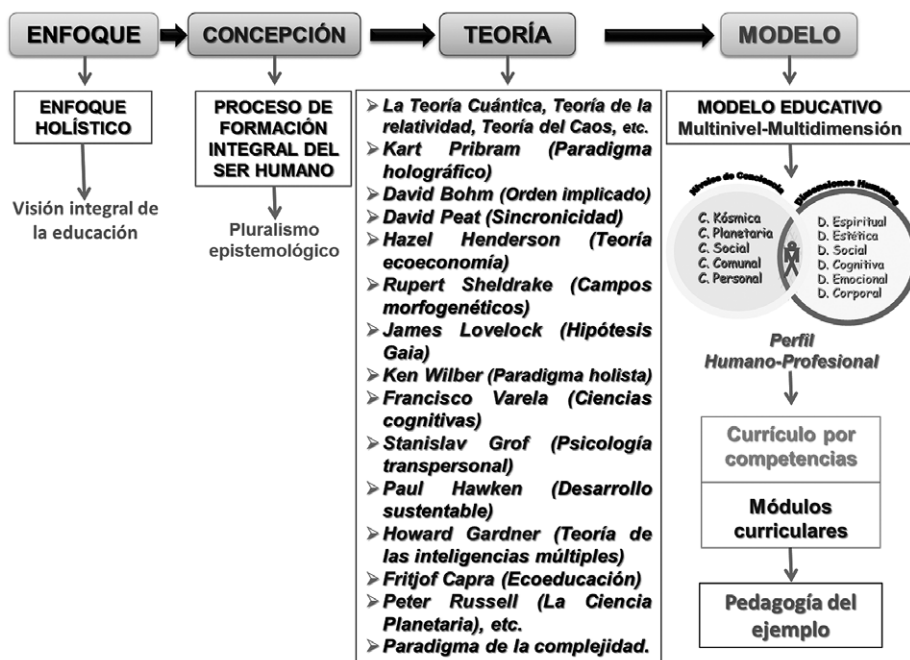 ENFOQUE
CONCEPCIÓN
TEORÍA
MODELO
ENFOQUE
HOLÍSTICO
Visión integral de
la educación
PROCESO DE
FORMACIÓN
INTEGRAL DEL
SER HUMANO
Pluralismo
epistemológico
➢ La Teoría Cuántica, Teoría de la
relatividad, Teoría del Caos, etc.
➢ Kart Pribram (Paradigma
holográfico)
➢ David Bohm (Orden implicado)
➢ David Peat (Sincronicidad)
➢ Hazel Henderson (Teoría
ecoeconomía)
➢ Rupert Sheldrake (Campos
morfogenéticos)
➢ James Lovelock (Hipótesis
Gaia)
➢ Ken Wilber (Paradigma holista)
➢ Francisco Varela (Ciencias
cognitivas)
➢ Stanislav Grof (Psicología
transpersonal)
➢ Paul Hawken (Desarrollo
sustentable)
➢ Howard Gardner (Teoría de
las inteligencias múltiples)
➢ Fritjof Capra (Ecoeducación)
➢ Peter Russell (La Ciencia
Planetaria), etc.
➢ Paradigma de la complejidad.
MODELO EDUCATIVO
Multinivel-Multidimensión
Niveles de Conciencia
C. Kósmica
C. Planetaria
C. Social
C. Comunal
C. Personal
Dimensiones Humanas
D. Espiritual
D. Estética
D. Social
D. Cognitiva
D. Emocional
D. Corporal
Perfil
Humano-Profesional
Currículo por
competencias
Módulos
curriculares
Pedagogía del
ejemplo